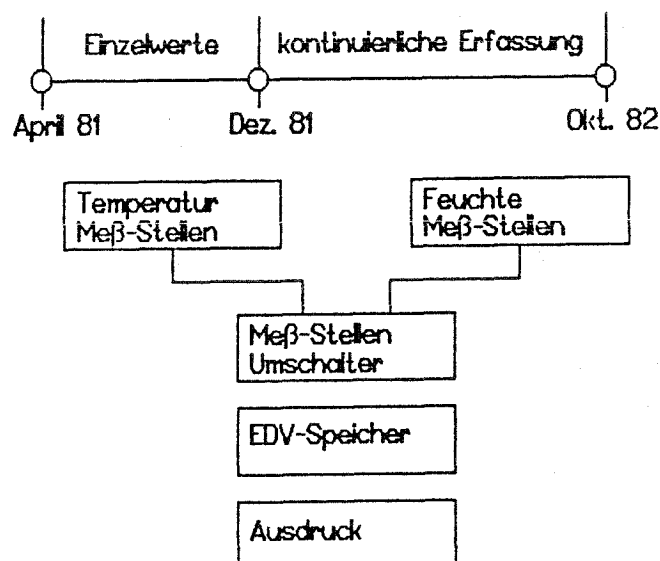 Einzelwerte kontinuierliche Erfassung
April 81 Dez. 81 Okt. 82
Temperatur
Meß-Stellen
Feuchte
Meß-Stellen
Meß-Stellen
Umschalter
EDV-Speicher
Ausdruck